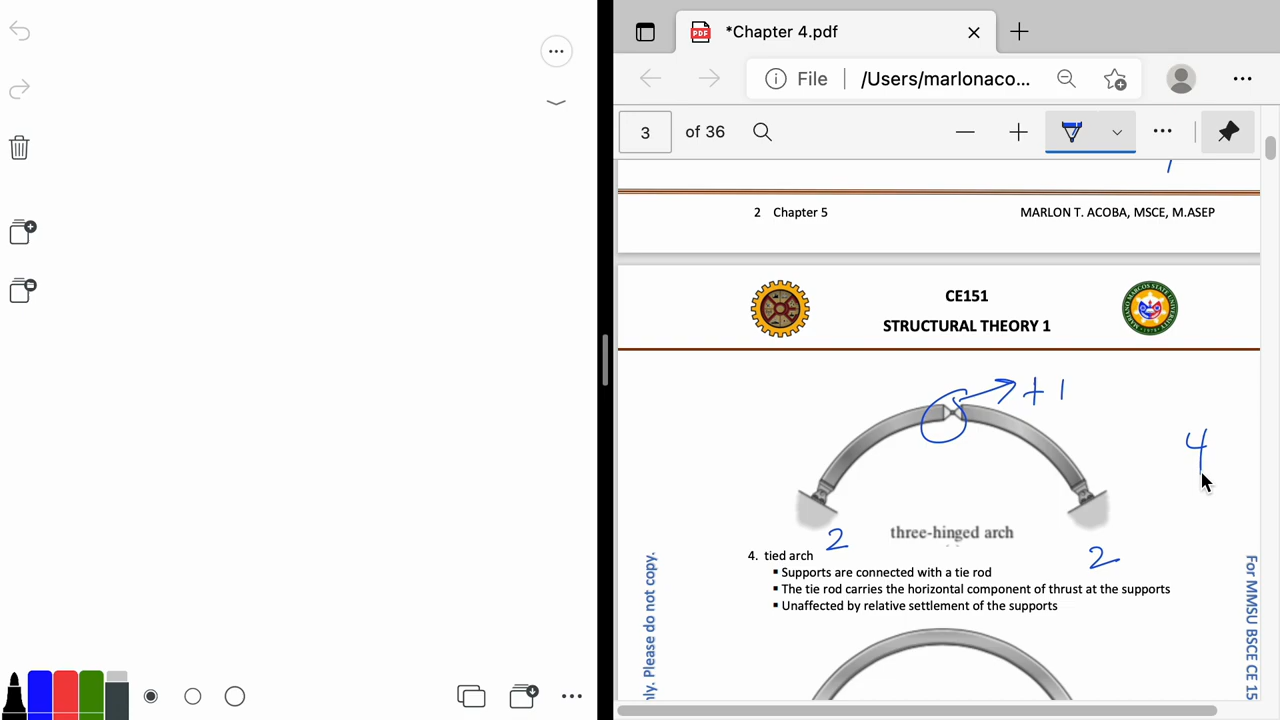 *Chapter 4.pdf
File /Users/marlonaco...
3 of 36
2 Chapter 5 MARLON T. ACOBA, MSCE, M.ASEP
CE151
STRUCTURAL THEORY 1
+1
4
three-hinged arch
2
2
4. tied arch
▪ Supports are connected with a tie rod
▪ The tie rod carries the horizontal component of thrust at the supports
▪ Unaffected by relative settlement of the supports
nly. Please do not copy.
For MMSU BSCE CE 15